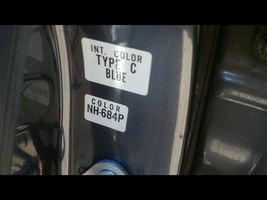 INT. COLOR
TYPE C
BLUE
COLOR
NH-684P